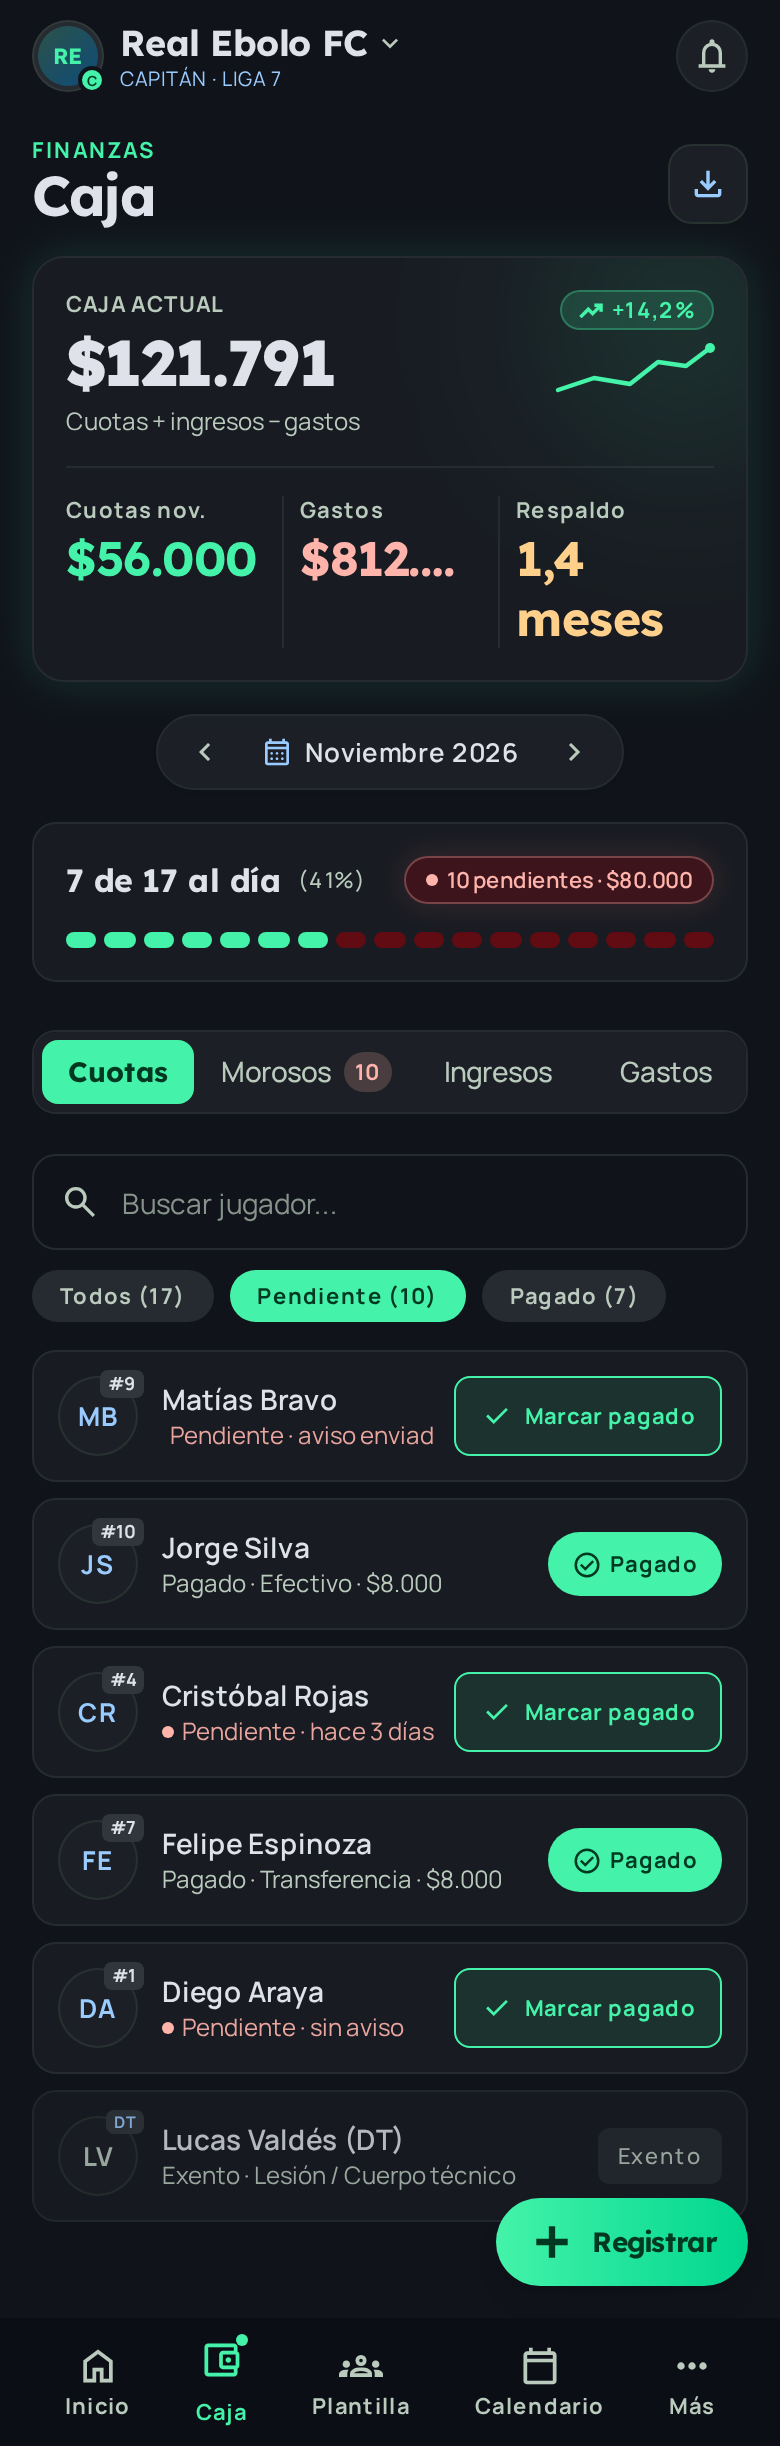 RE
C
Real Ebolo FC
CAPITÁN · LIGA 7
FINANZAS
Caja
CAJA ACTUAL
+14,2%
$121.791
Cuotas + ingresos – gastos
Cuotas nov.
$56.000
Gastos
$812....
Respaldo
1,4
meses
Noviembre 2026
7 de 17 al día (41%)
10 pendientes · $80.000
Cuotas
Morosos 10
Ingresos
Gastos
Buscar jugador...
Todos (17)
Pendiente (10)
Pagado (7)
#9
MB
Matías Bravo
Pendiente · aviso enviad
Marcar pagado
#10
JS
Jorge Silva
Pagado · Efectivo · $8.000
Pagado
#4
CR
Cristóbal Rojas
Pendiente · hace 3 días
Marcar pagado
#7
FE
Felipe Espinoza
Pagado · Transferencia · $8.000
Pagado
#1
DA
Diego Araya
Pendiente · sin aviso
Marcar pagado
DT
LV
Lucas Valdés (DT)
Exento · Lesión / Cuerpo técnico
Exento
Registrar
Inicio
Caja
Plantilla
Calendario
Más